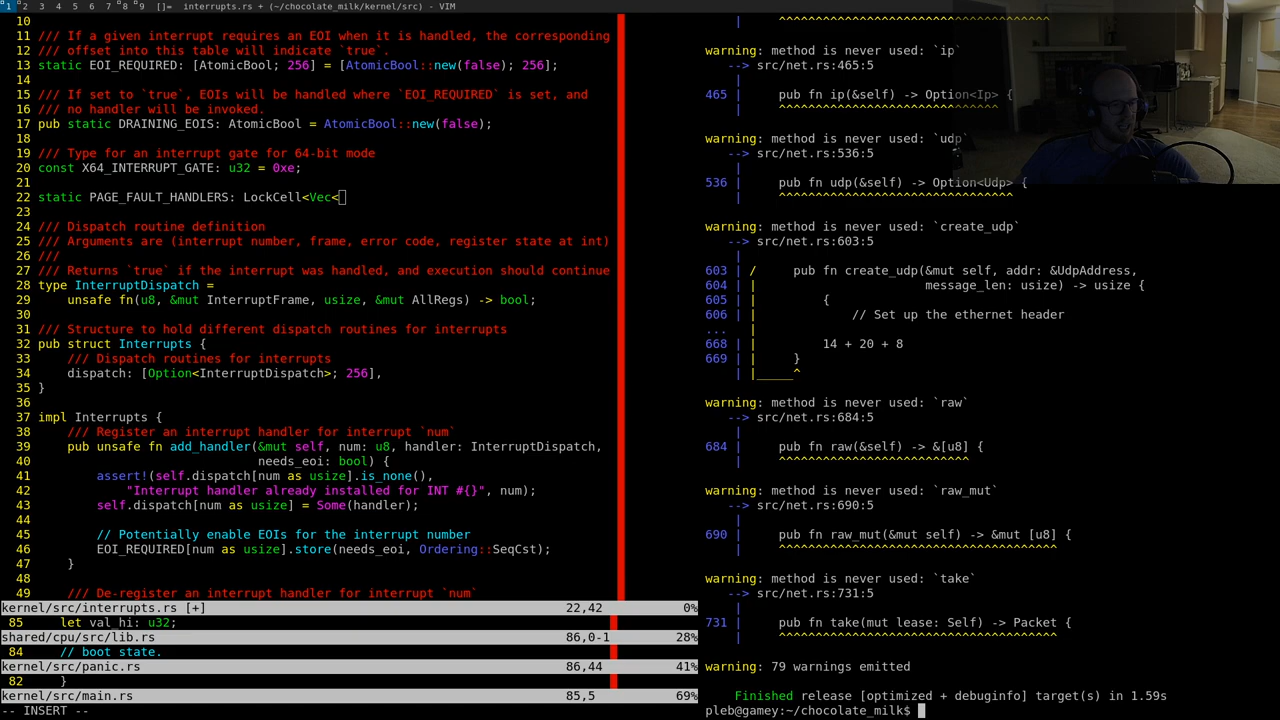 1 2 3 4 5 6 7 8 9 []= interrupts.rs + (~/chocolate_milk/kernel/src) - VIM
10
11 /// If a given interrupt requires an EOI when it is handled, the corresponding
12 /// offset into this table will indicate `true`.
13 static EOI_REQUIRED: [AtomicBool; 256] = [AtomicBool::new(false); 256];
14
15 /// If set to `true`, EOIs will be handled where `EOI_REQUIRED` is set, and
16 /// no handler will be invoked.
17 pub static DRAINING_EOIS: AtomicBool = AtomicBool::new(false);
18
19 /// Type for an interrupt gate for 64-bit mode
20 const X64_INTERRUPT_GATE: u32 = 0xe;
21
22 static PAGE_FAULT_HANDLERS: LockCell<Vec<
23
24 /// Dispatch routine definition
25 /// Arguments are (interrupt number, frame, error code, register state at int)
26 ///
27 /// Returns `true` if the interrupt was handled, and execution should continue
28 type InterruptDispatch =
29     unsafe fn(u8, &mut InterruptFrame, usize, &mut AllRegs) -> bool;
30
31 /// Structure to hold different dispatch routines for interrupts
32 pub struct Interrupts {
33     /// Dispatch routines for interrupts
34     dispatch: [Option<InterruptDispatch>; 256],
35 }
36
37 impl Interrupts {
38     /// Register an interrupt handler for interrupt `num`
39     pub unsafe fn add_handler(&mut self, num: u8, handler: InterruptDispatch,
40                               needs_eoi: bool) {
41         assert!(self.dispatch[num as usize].is_none(),
42             "Interrupt handler already installed for INT #{}", num);
43         self.dispatch[num as usize] = Some(handler);
44
45         // Potentially enable EOIs for the interrupt number
46         EOI_REQUIRED[num as usize].store(needs_eoi, Ordering::SeqCst);
47     }
48
49     /// De-register an interrupt handler for interrupt `num`
kernel/src/interrupts.rs [+] 22,42 0%
85     let val_hi: u32;
shared/cpu/src/lib.rs 86,0-1 28%
84     // boot state.
kernel/src/panic.rs 86,44 41%
82     }
kernel/src/main.rs 85,5 69%
-- INSERT --
    |     ^^^^^^^^^^^^^^^^^^^^^^^^^^^^^^^^^^^^^
warning: method is never used: `ip`
   --> src/net.rs:465:5
    |
465 |     pub fn ip(&self) -> Option<Ip> {
    |     ^^^^^^^^^^^^^^^^^^^^^^^^^^^^^^
warning: method is never used: `udp`
   --> src/net.rs:536:5
    |
536 |     pub fn udp(&self) -> Option<Udp> {
    |     ^^^^^^^^^^^^^^^^^^^^^^^^^^^^^^^^
warning: method is never used: `create_udp`
   --> src/net.rs:603:5
    |
603 | /     pub fn create_udp(&mut self, addr: &UdpAddress,
604 | |                       message_len: usize) -> usize {
605 | |         {
606 | |             // Set up the ethernet header
... |
668 | |         14 + 20 + 8
669 | |     }
    | |_____^
warning: method is never used: `raw`
   --> src/net.rs:684:5
    |
684 |     pub fn raw(&self) -> &[u8] {
    |     ^^^^^^^^^^^^^^^^^^^^^^^^^^
warning: method is never used: `raw_mut`
   --> src/net.rs:690:5
    |
690 |     pub fn raw_mut(&mut self) -> &mut [u8] {
    |     ^^^^^^^^^^^^^^^^^^^^^^^^^^^^^^^^^^^^^^
warning: method is never used: `take`
   --> src/net.rs:731:5
    |
731 |     pub fn take(mut lease: Self) -> Packet {
    |     ^^^^^^^^^^^^^^^^^^^^^^^^^^^^^^^^^^^^^^
warning: 79 warnings emitted
    Finished release [optimized + debuginfo] target(s) in 1.59s
pleb@gamey:~/chocolate_milk$